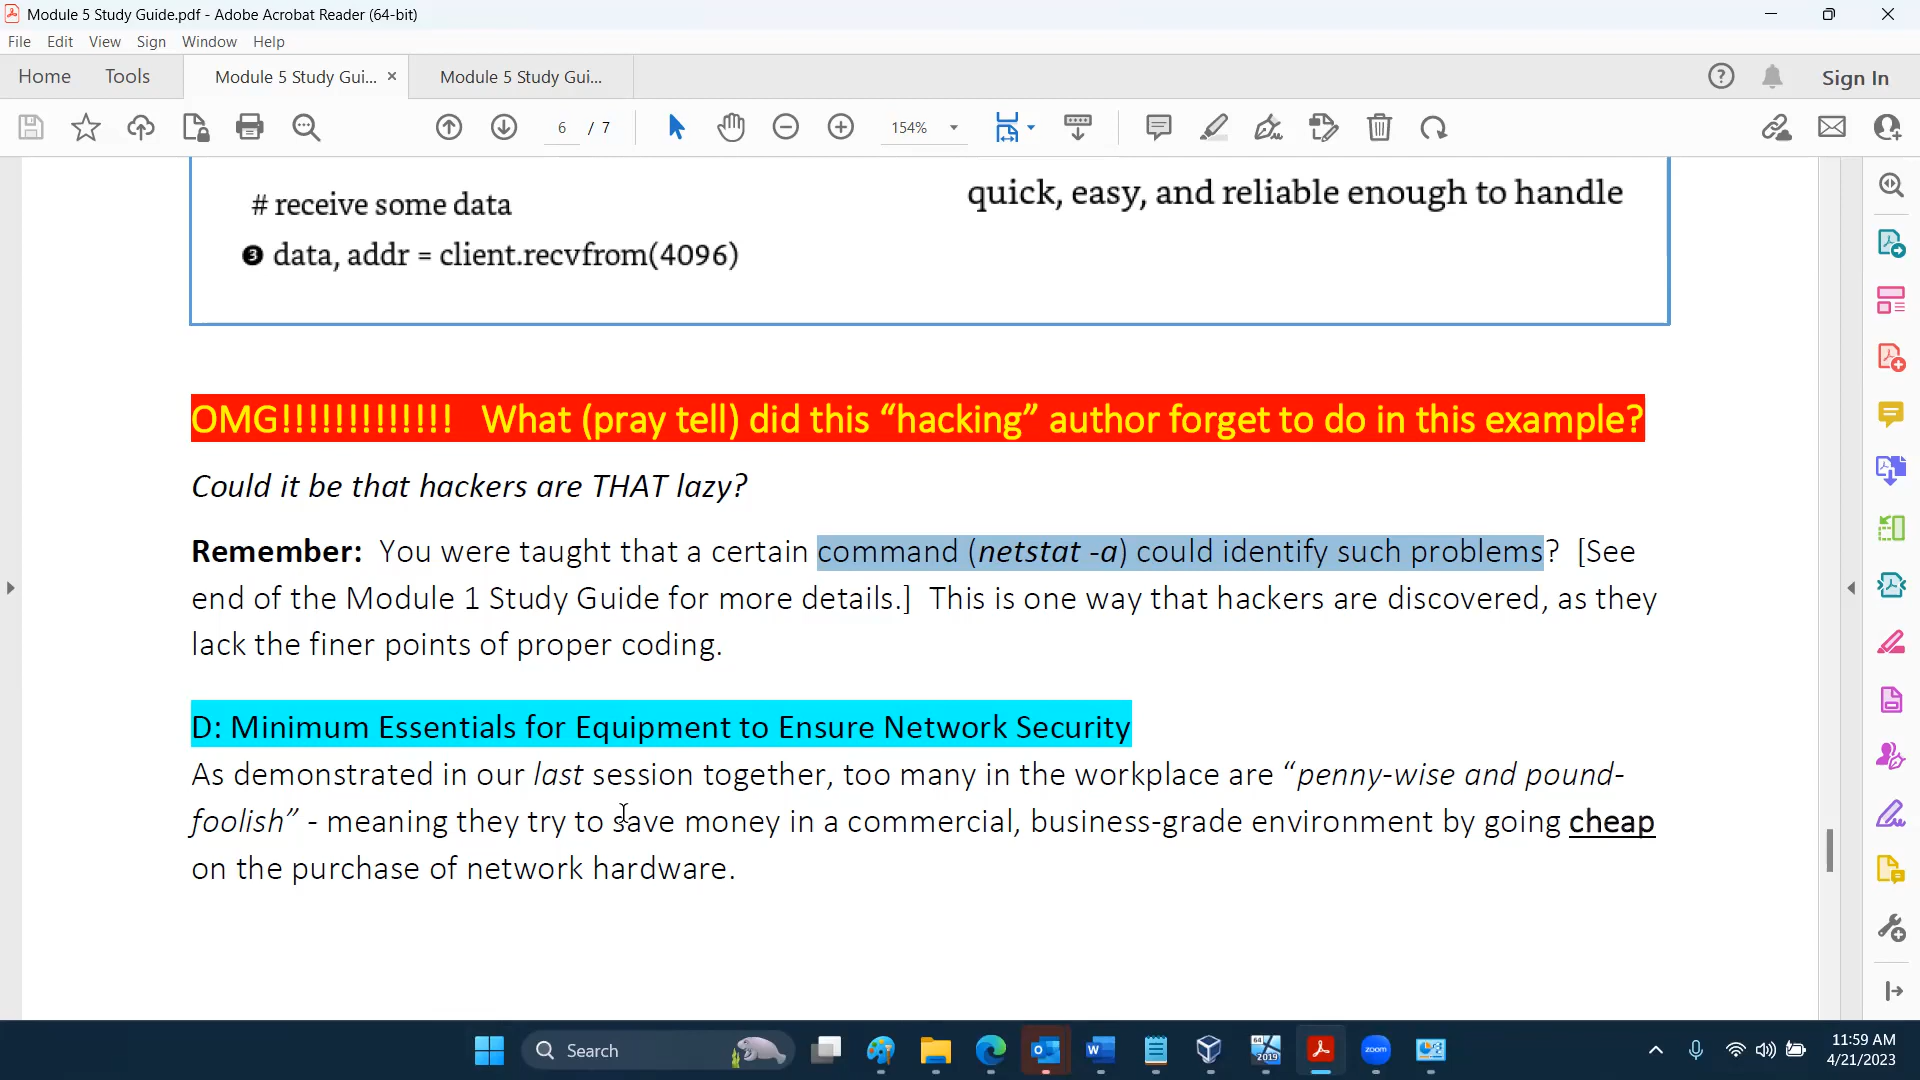 Module 5 Study Guide.pdf - Adobe Acrobat Reader (64-bit)
File Edit View Sign Window Help
Home Tools Module 5 Study Gui... × Module 5 Study Gui... Sign In
6 / 7 154%
# receive some data
quick, easy, and reliable enough to handle
❸ data, addr = client.recvfrom(4096)
OMG!!!!!!!!!!!!! What (pray tell) did this “hacking” author forget to do in this example?
Could it be that hackers are THAT lazy?
Remember: You were taught that a certain command (netstat -a) could identify such problems? [See
end of the Module 1 Study Guide for more details.] This is one way that hackers are discovered, as they
lack the finer points of proper coding.
D: Minimum Essentials for Equipment to Ensure Network Security
As demonstrated in our last session together, too many in the workplace are “penny-wise and pound-
foolish” - meaning they try to save money in a commercial, business-grade environment by going cheap
on the purchase of network hardware.
Search
64
2019
zoom
11:59 AM
4/21/2023